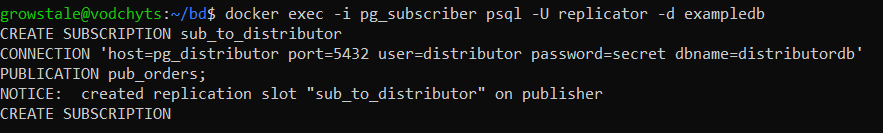 growstale@vodchyts:~/bd$ docker exec -i pg_subscriber psql -U replicator -d exampledb
CREATE SUBSCRIPTION sub_to_distributor
CONNECTION 'host=pg_distributor port=5432 user=distributor password=secret dbname=distributordb'
PUBLICATION pub_orders;
NOTICE:  created replication slot "sub_to_distributor" on publisher
CREATE SUBSCRIPTION